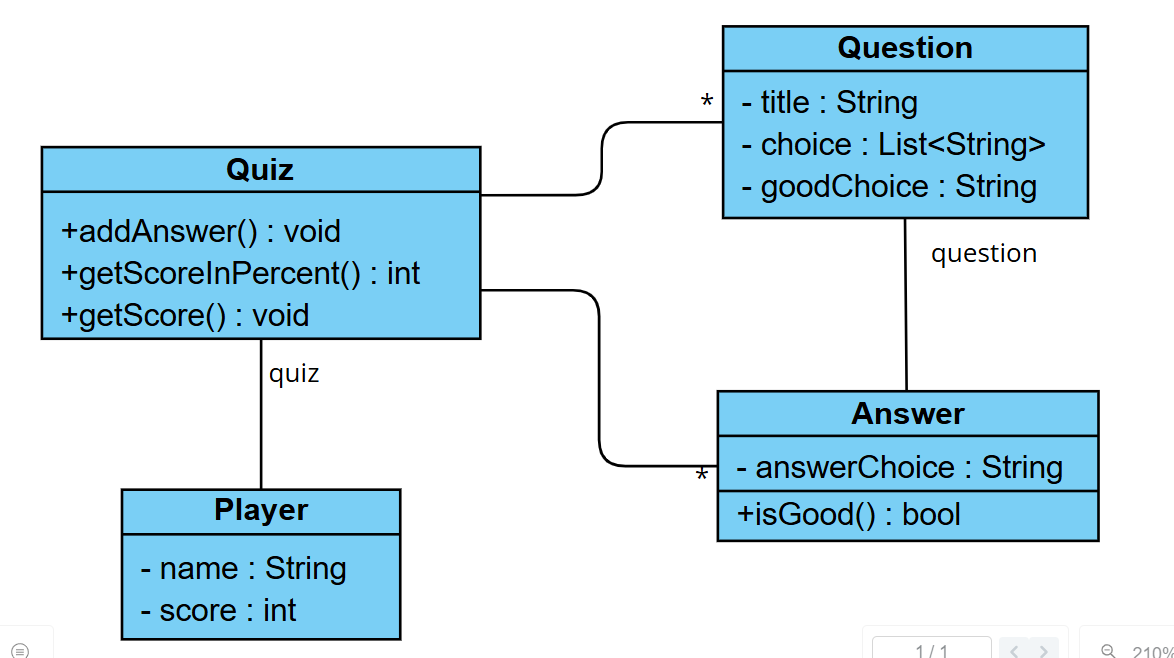 Question
*
- title : String
- choice : List<String>
- goodChoice : String
Quiz
+addAnswer() : void
+getScoreInPercent() : int
+getScore() : void
question
quiz
Answer
*
- answerChoice : String
+isGood() : bool
Player
- name : String
- score : int
1 / 1
210%